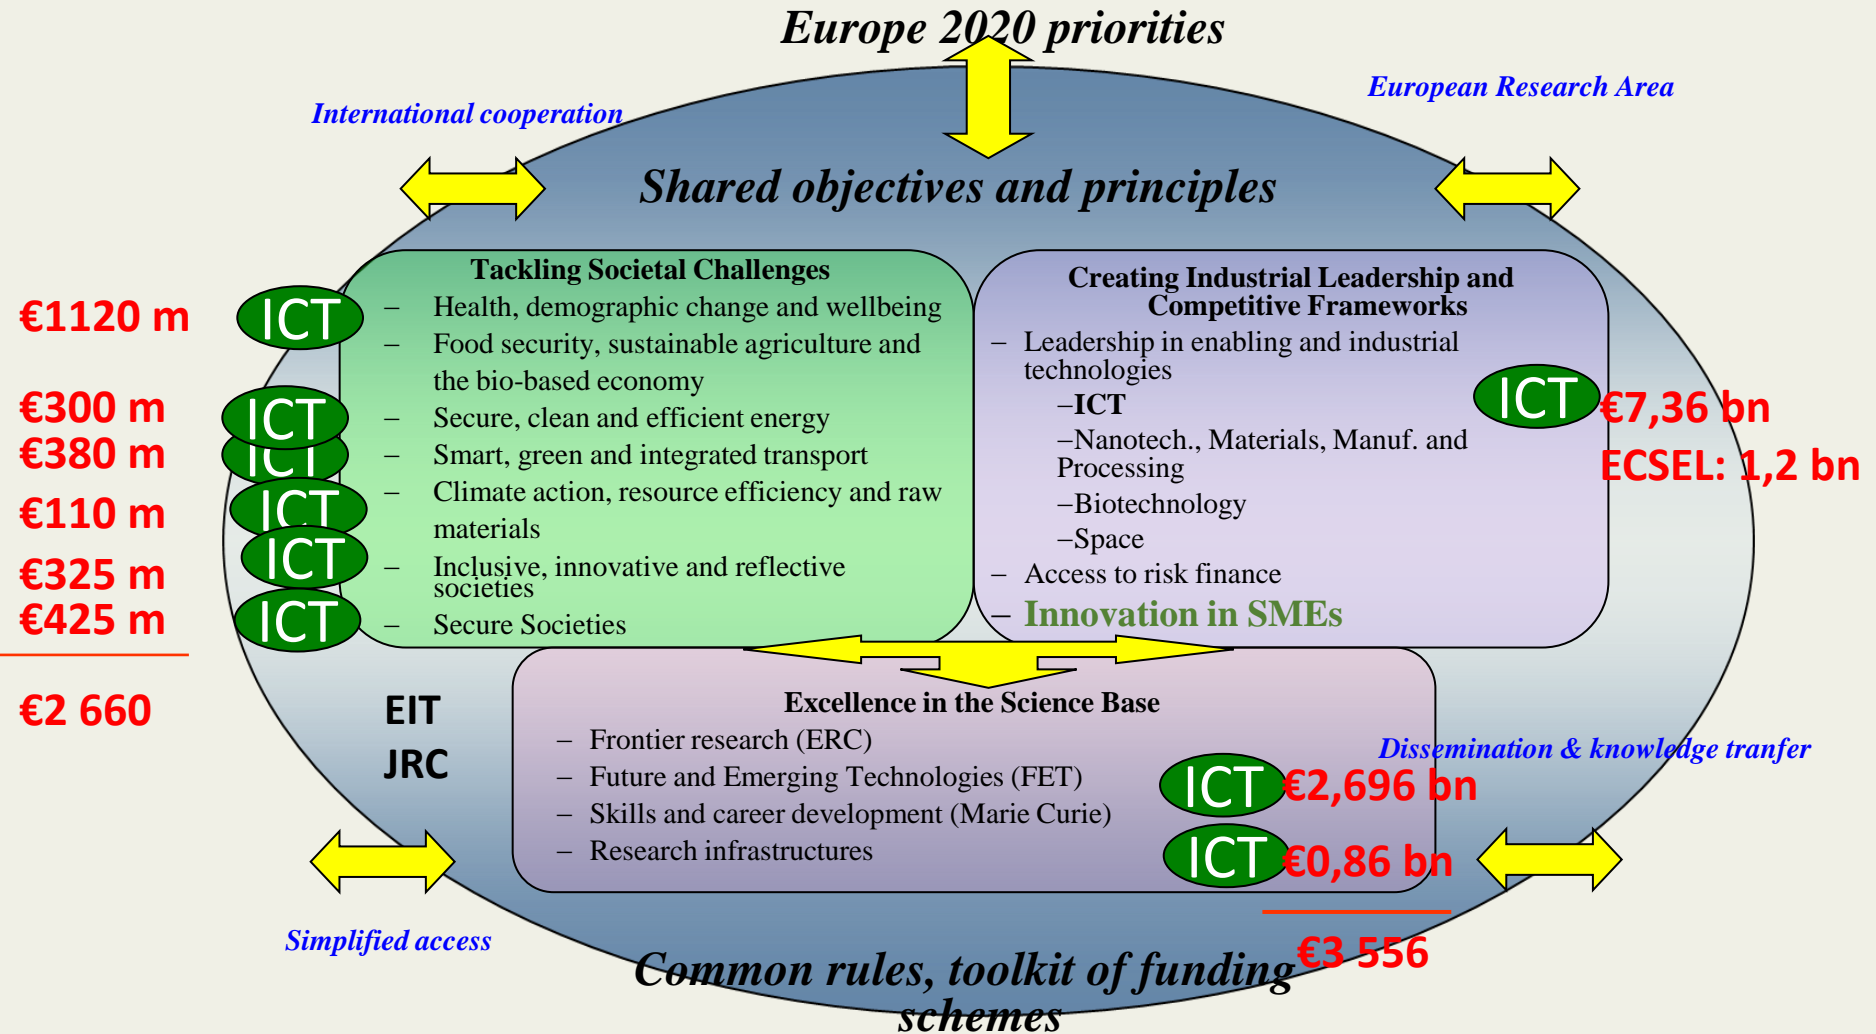 Europe 2020 priorities
International cooperation
European Research Area
Shared objectives and principles
€1120 m
€300 m
€380 m
€110 m
€325 m
€425 m
€2 660
ICT
ICT
ICT
ICT
ICT
ICT
Tackling Societal Challenges
– Health, demographic change and wellbeing
– Food security, sustainable agriculture and
the bio-based economy
– Secure, clean and efficient energy
– Smart, green and integrated transport
– Climate action, resource efficiency and raw
materials
– Inclusive, innovative and reflective
societies
– Secure Societies
Creating Industrial Leadership and
Competitive Frameworks
– Leadership in enabling and industrial
technologies
–ICT
–Nanotech., Materials, Manuf. and
Processing
–Biotechnology
–Space
– Access to risk finance
– Innovation in SMEs
ICT
€7,36 bn
ECSEL: 1,2 bn
EIT
JRC
Excellence in the Science Base
– Frontier research (ERC)
– Future and Emerging Technologies (FET)
– Skills and career development (Marie Curie)
– Research infrastructures
Dissemination & knowledge tranfer
ICT €2,696 bn
ICT €0,86 bn
€3 556
Simplified access
Common rules, toolkit of funding
schemes